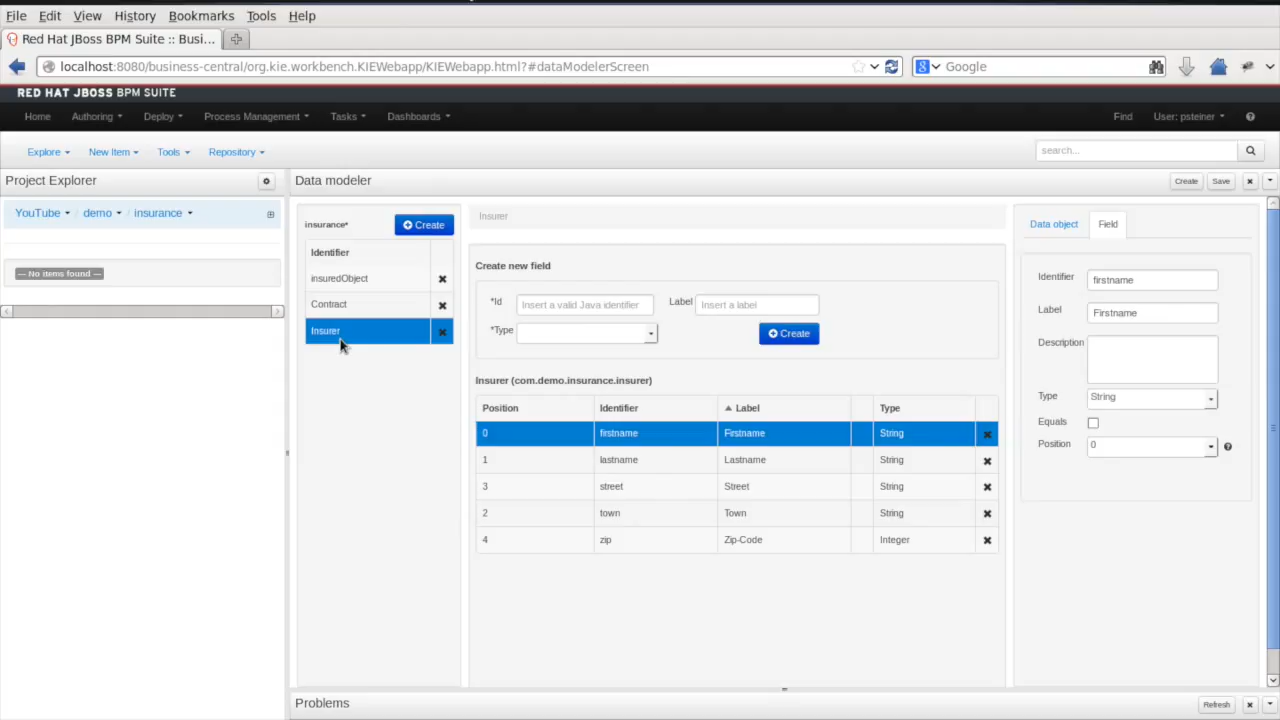 File Edit View History Bookmarks Tools Help
Red Hat JBoss BPM Suite :: Busi...
localhost:8080/business-central/org.kie.workbench.KIEWebapp/KIEWebapp.html?#dataModelerScreen
Google
RED HAT JBOSS BPM SUITE
Home Authoring Deploy Process Management Tasks Dashboards Find User: psteiner
Explore New Item Tools Repository search...
Project Explorer
YouTube / demo / insurance
--- No items found ---
Data modeler Create Save
insurance* Create
Identifier
insuredObject
Contract
Insurer
Insurer
Create new field
*Id Insert a valid Java identifier Label Insert a label
*Type Create
Insurer (com.demo.insurance.insurer)
Position Identifier Label Type
0 firstname Firstname String
1 lastname Lastname String
3 street Street String
2 town Town String
4 zip Zip-Code Integer
Data object Field
Identifier firstname
Label Firstname
Description
Type String
Equals
Position 0
Problems Refresh